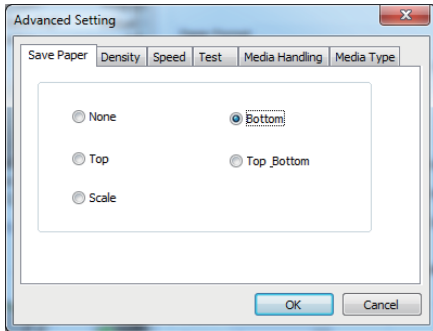 Advanced Setting
Save Paper Density Speed Test Media Handling Media Type
None Bottom
Top Top_Bottom
Scale
OK Cancel